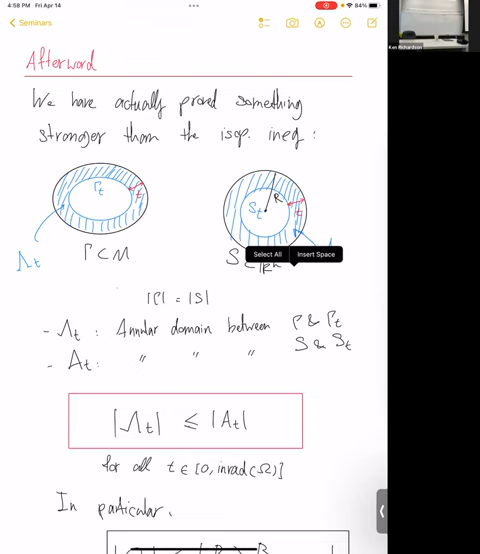 4:58 PM Fri Apr 14
84%
Seminars
Ken Richardson
Afterword
We have actually proved something
stronger than the isop. ineq :
Γt
t
St
R
t
Λt
Γ ⊂ M
S ⊂
Select All Insert Space
|Γ| = |S|
- Λt : Annular domain between Γ & Γt
- At : " " " S & St
|Λt| ≤ |At|
for all t ∈ [0, inrad(Ω)]
In particular,